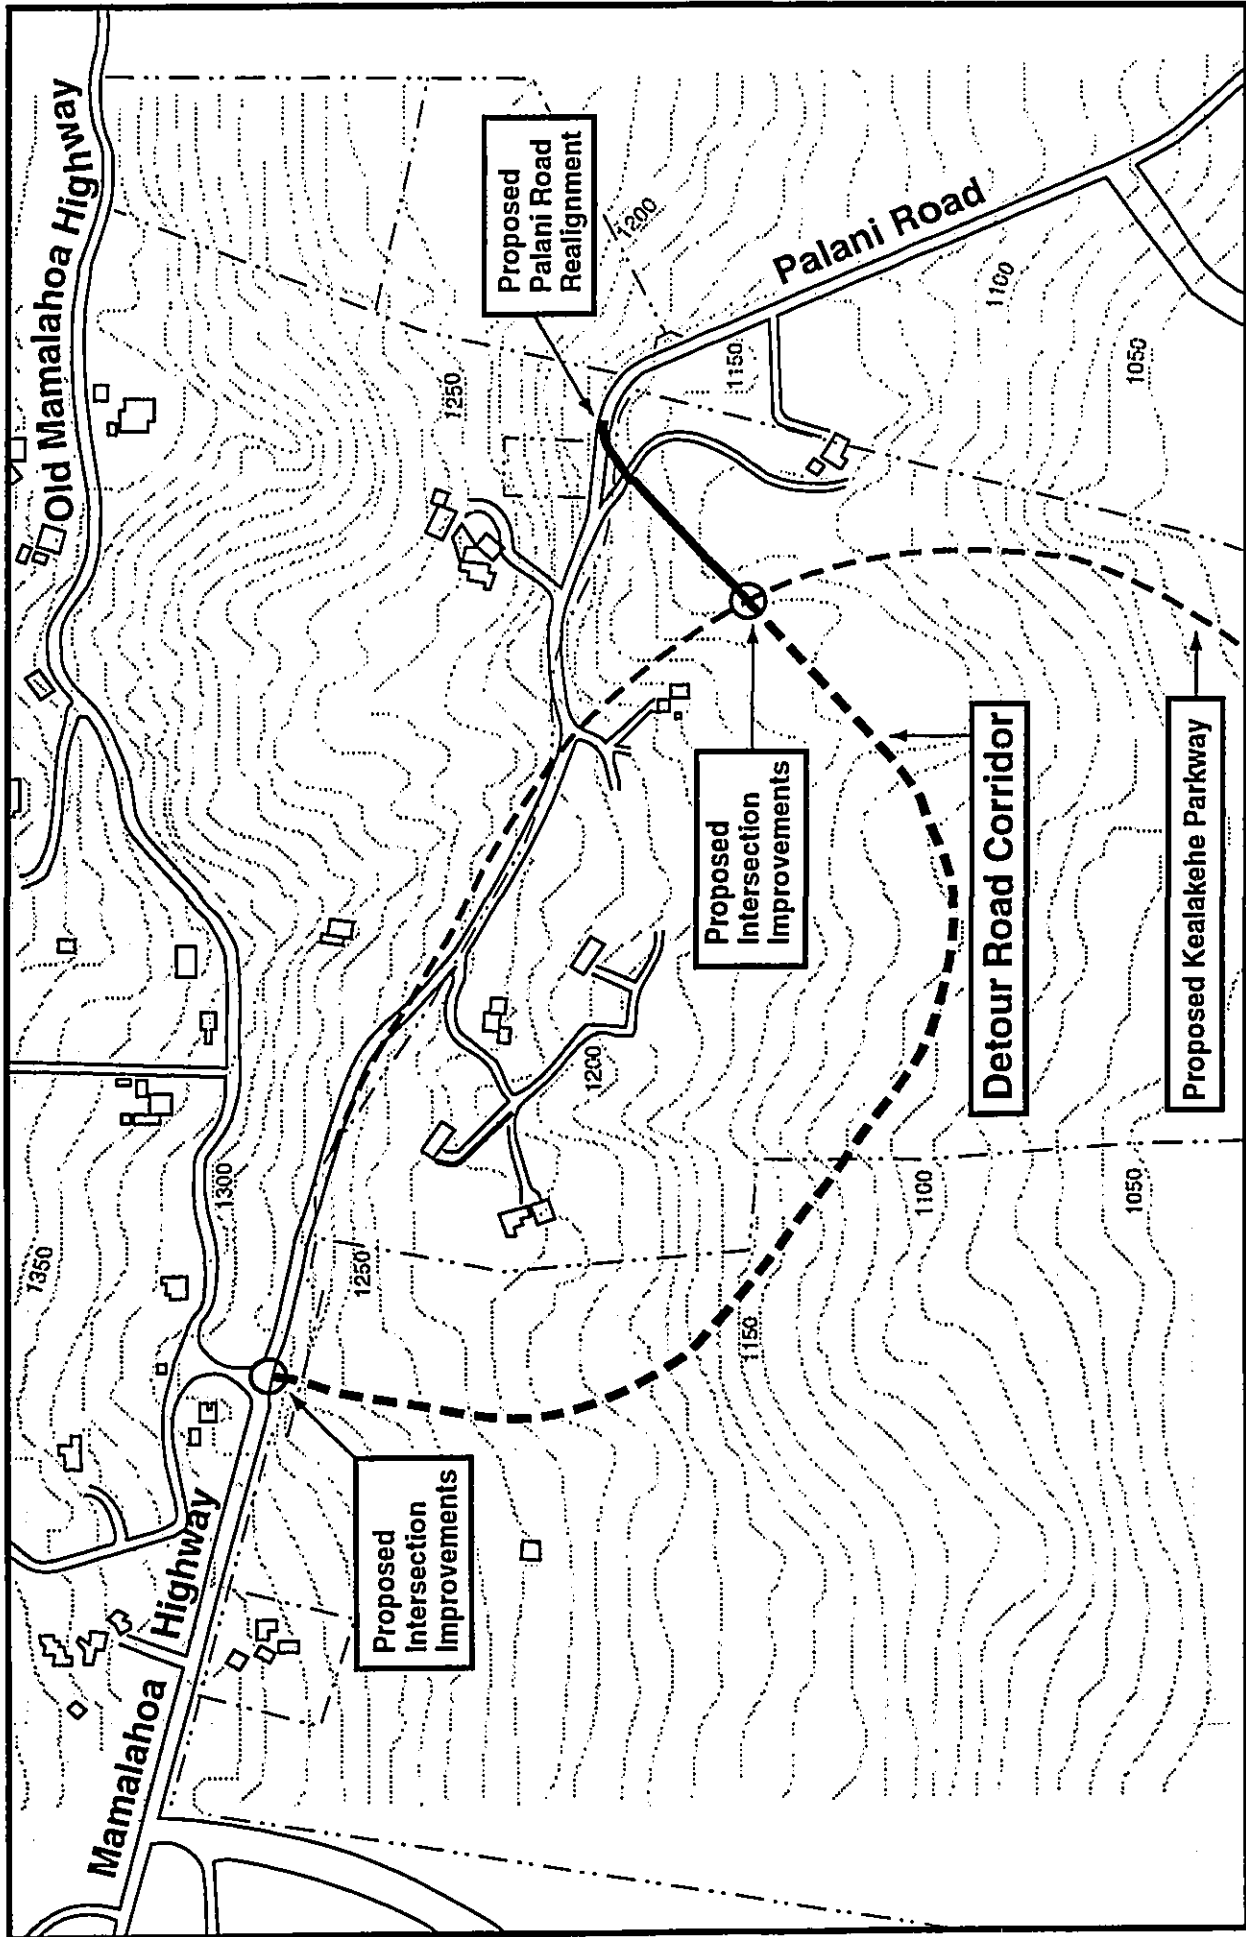 Old Mamalahoa Highway
Mamalahoa
Highway
1350
1300
1250
1250
1200
1200
1150
1150
1100
1100
1050
1050
Palani Road
Proposed
Palani Road
Realignment
Proposed
Intersection
Improvements
Proposed
Intersection
Improvements
Detour Road Corridor
Proposed Kealakehe Parkway